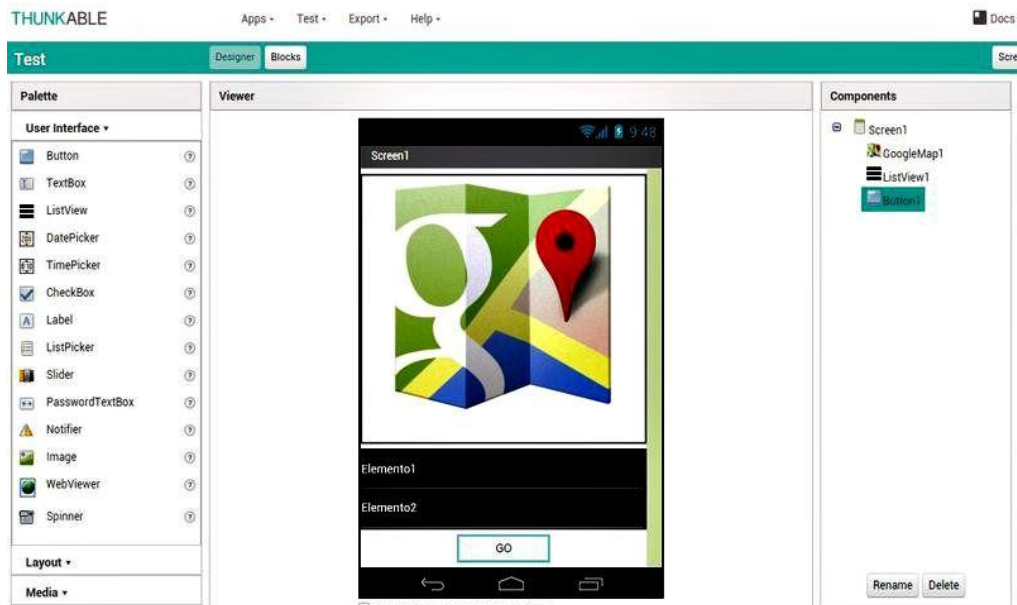 THUNKABLE Apps Test Export Help Docs
Test Designer Blocks Scre
Palette Viewer Components
User Interface
Button
TextBox
ListView
DatePicker
TimePicker
CheckBox
Label
ListPicker
Slider
PasswordTextBox
Notifier
Image
WebViewer
Spinner
Layout
Media
9:48
Screen1
Elemento1
Elemento2
GO
Screen1
GoogleMap1
ListView1
Button1
Rename Delete